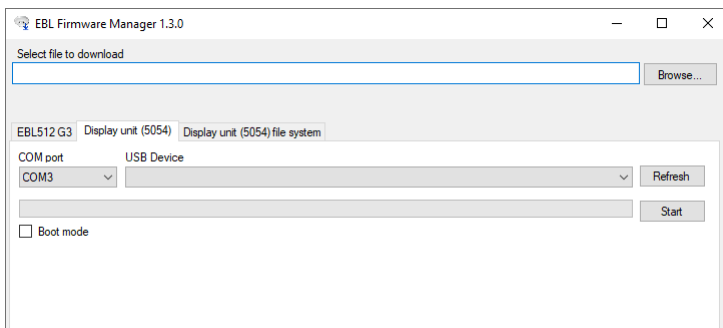 EBL Firmware Manager 1.3.0
Select file to download
Browse...
EBL512 G3 Display unit (5054) Display unit (5054) file system
COM port USB Device
COM3 Refresh
Start
Boot mode